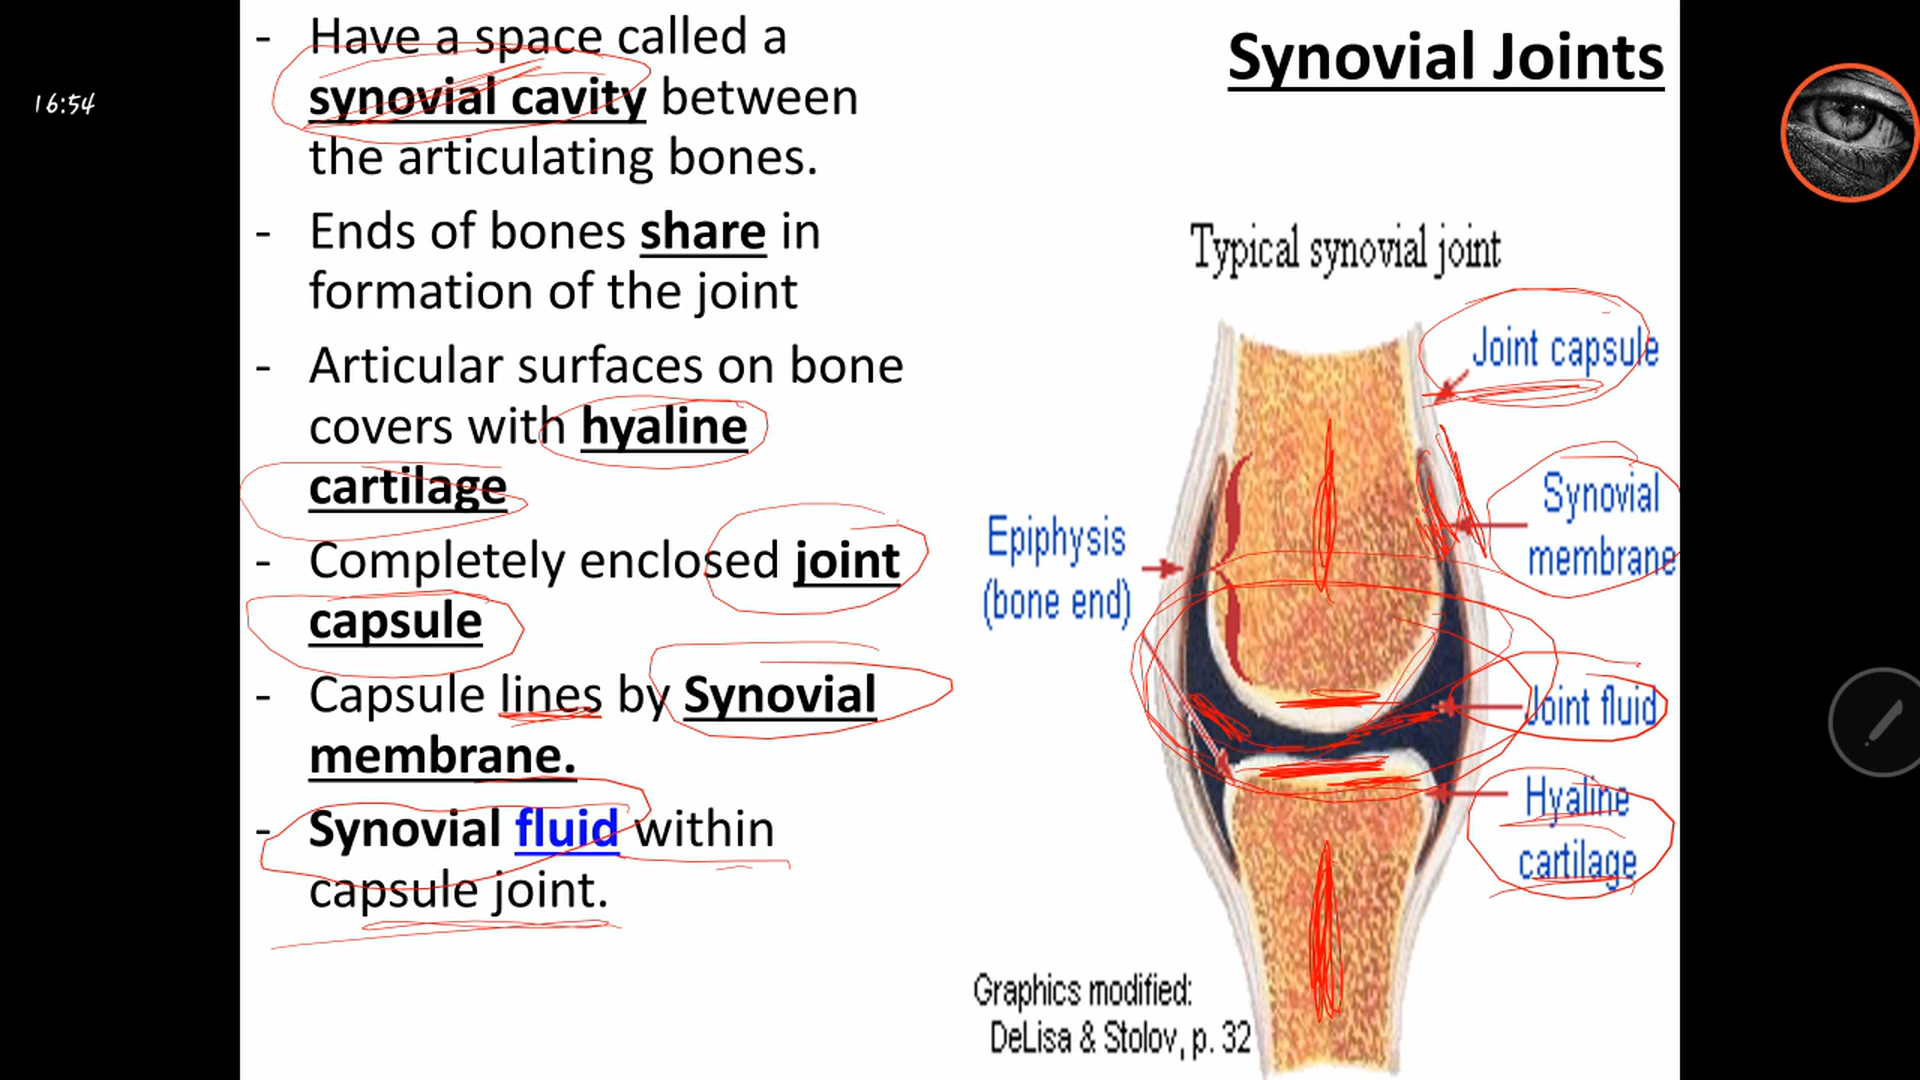 16:54
Synovial Joints
- Have a space called a
synovial cavity between
the articulating bones.
- Ends of bones share in
formation of the joint
- Articular surfaces on bone
covers with hyaline
cartilage
- Completely enclosed joint
capsule
- Capsule lines by Synovial
membrane.
- Synovial fluid within
capsule joint.
Typical synovial joint
Joint capsule
Synovial
membrane
Epiphysis
(bone end)
Joint fluid
Hyaline
cartilage
Graphics modified:
DeLisa & Stolov, p. 32